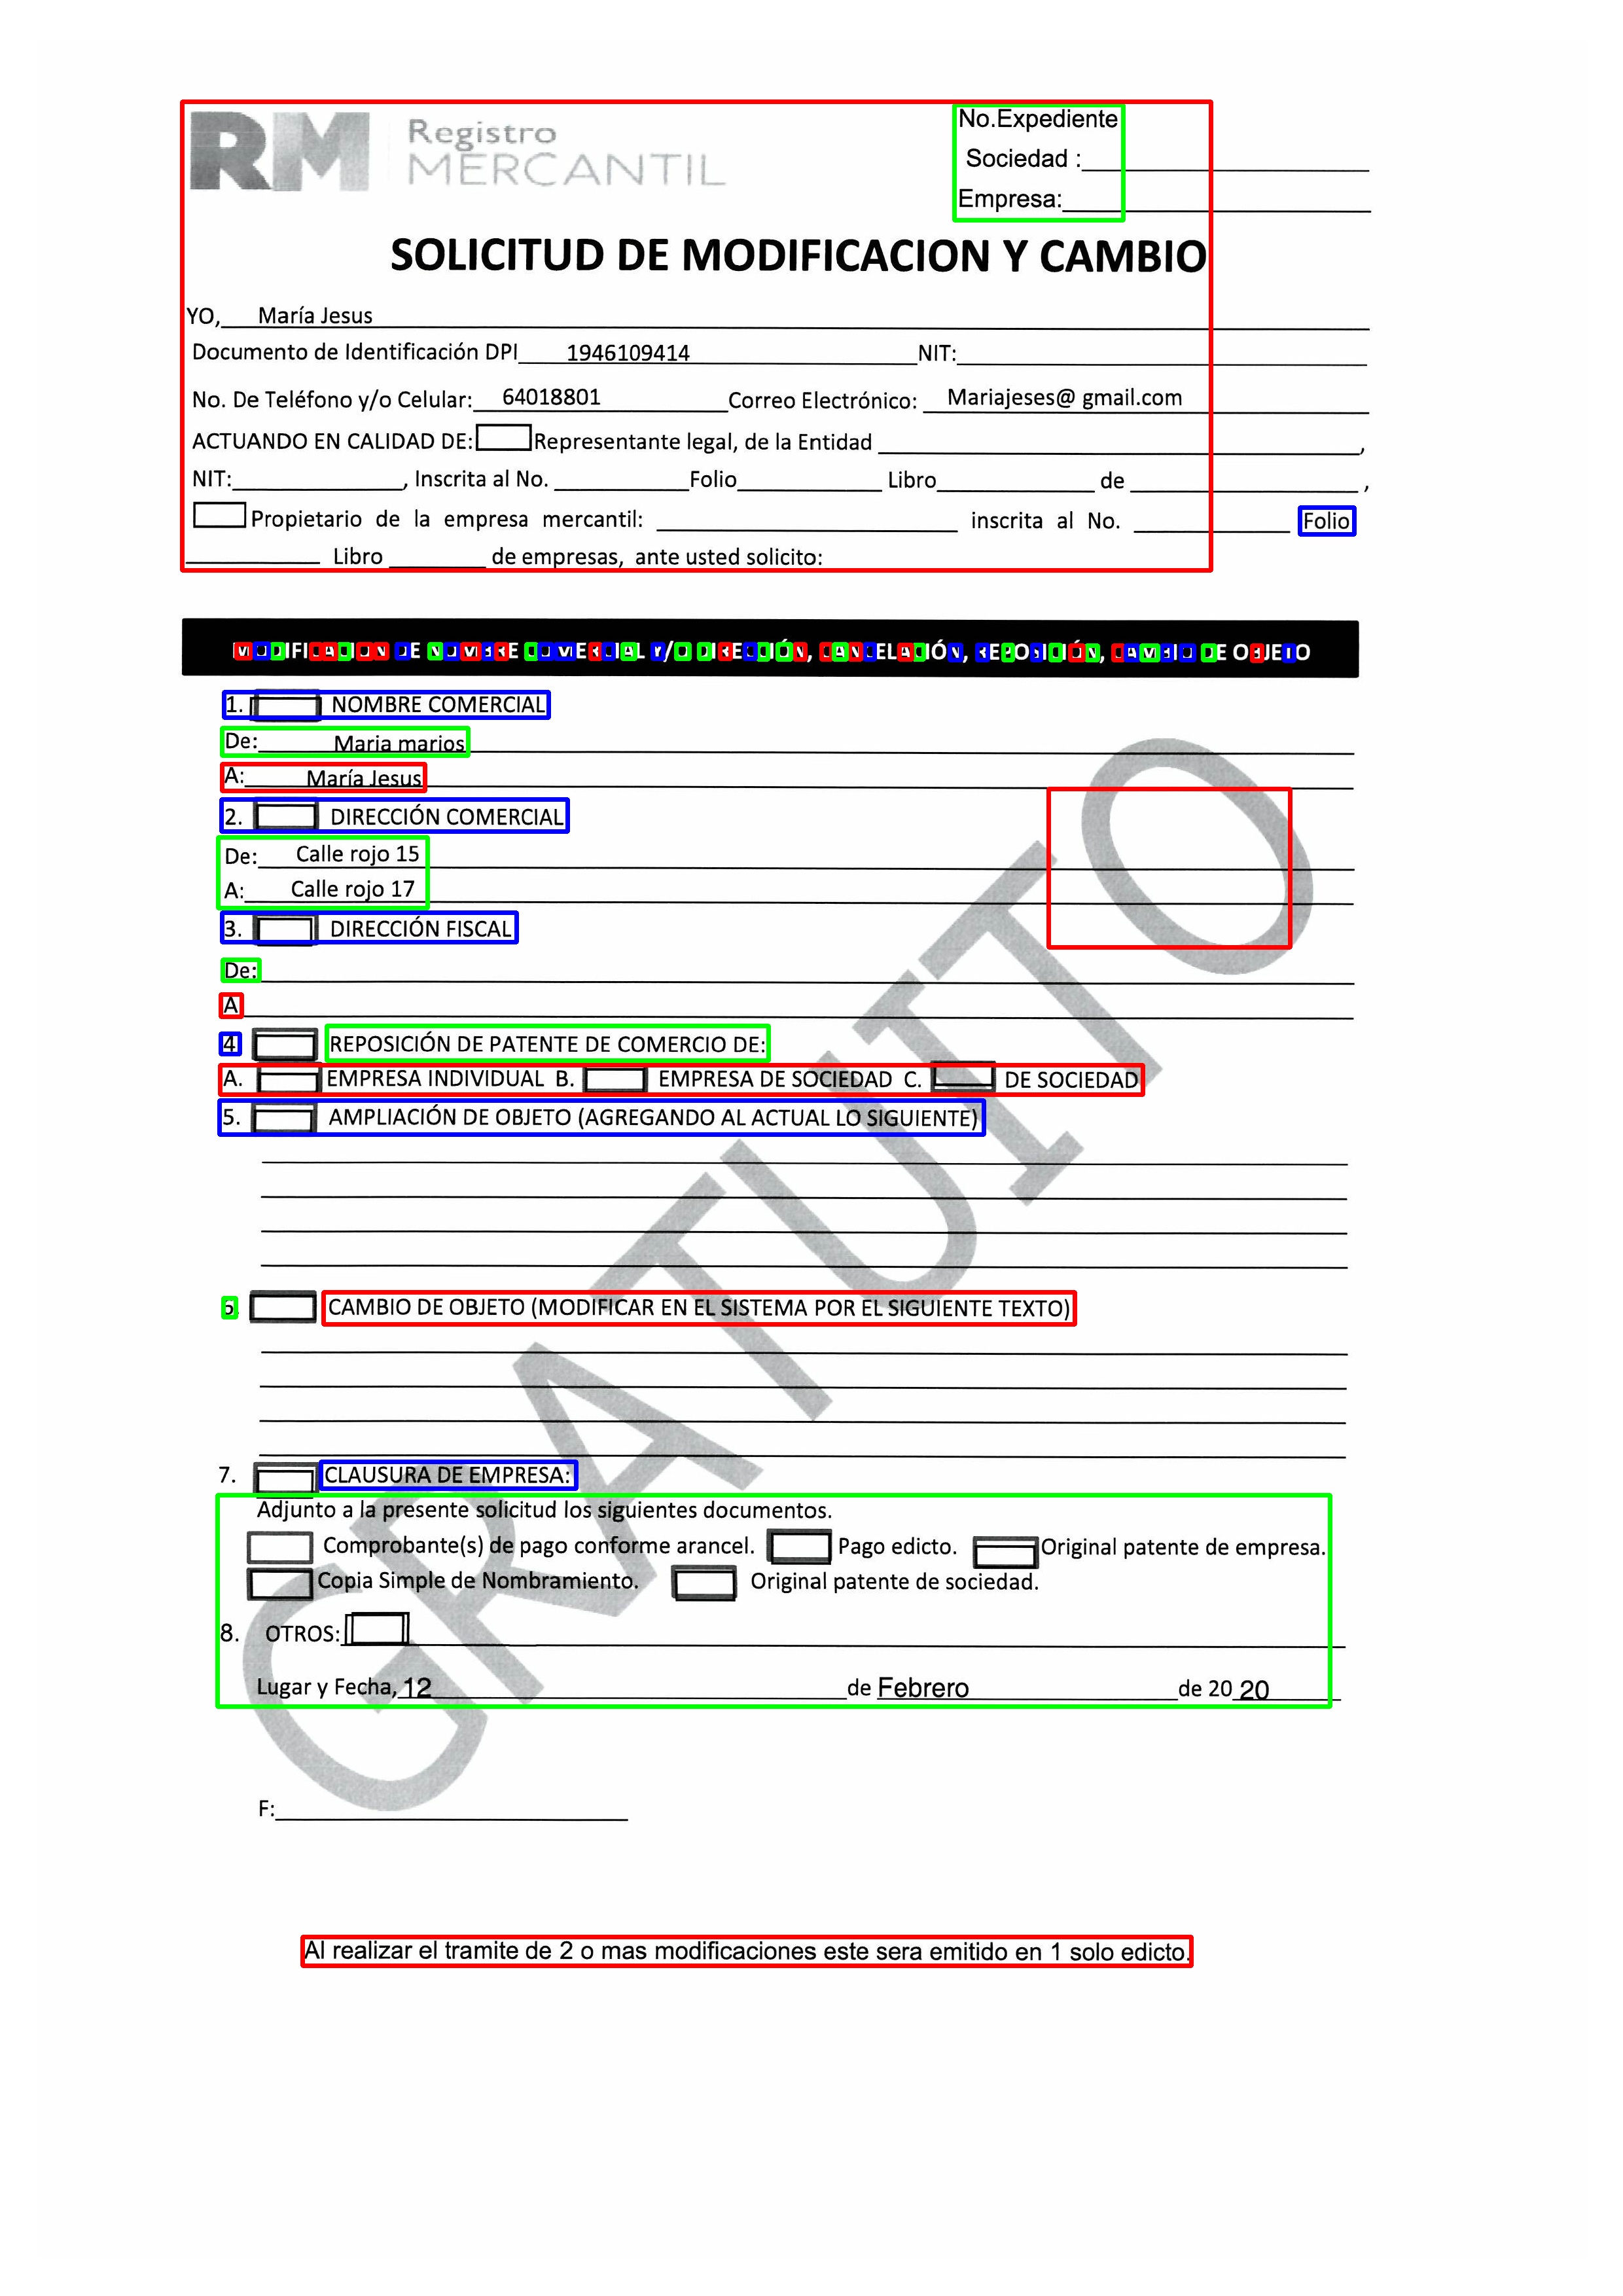 RM Registro MERCANTIL
No.Expediente
Sociedad :
Empresa:
SOLICITUD DE MODIFICACION Y CAMBIO
YO, María Jesus
Documento de Identificación DPI 1946109414 NIT:
No. De Teléfono y/o Celular: 64018801 Correo Electrónico: Mariajeses@ gmail.com
ACTUANDO EN CALIDAD DE: Representante legal, de la Entidad ,
NIT: , Inscrita al No. Folio Libro de ,
Propietario de la empresa mercantil: inscrita al No. Folio
Libro de empresas, ante usted solicito:
MODIFICACION DE NOMBRE COMERCIAL Y/O DIRECCIÓN, CANCELACIÓN, REPOSICIÓN, CAMBIO DE OBJETO
1. NOMBRE COMERCIAL
De: Maria marios
A: María Jesus
2. DIRECCIÓN COMERCIAL
De: Calle rojo 15
A: Calle rojo 17
3. DIRECCIÓN FISCAL
De:
A
4 REPOSICIÓN DE PATENTE DE COMERCIO DE:
A. EMPRESA INDIVIDUAL B. EMPRESA DE SOCIEDAD C. DE SOCIEDAD
5. AMPLIACIÓN DE OBJETO (AGREGANDO AL ACTUAL LO SIGUIENTE)
6. CAMBIO DE OBJETO (MODIFICAR EN EL SISTEMA POR EL SIGUIENTE TEXTO)
7. CLAUSURA DE EMPRESA:
Adjunto a la presente solicitud los siguientes documentos.
Comprobante(s) de pago conforme arancel. Pago edicto. Original patente de empresa.
Copia Simple de Nombramiento. Original patente de sociedad.
8. OTROS:
Lugar y Fecha, 12 de Febrero de 20 20
GRATUITO
F:
Al realizar el tramite de 2 o mas modificaciones este sera emitido en 1 solo edicto.